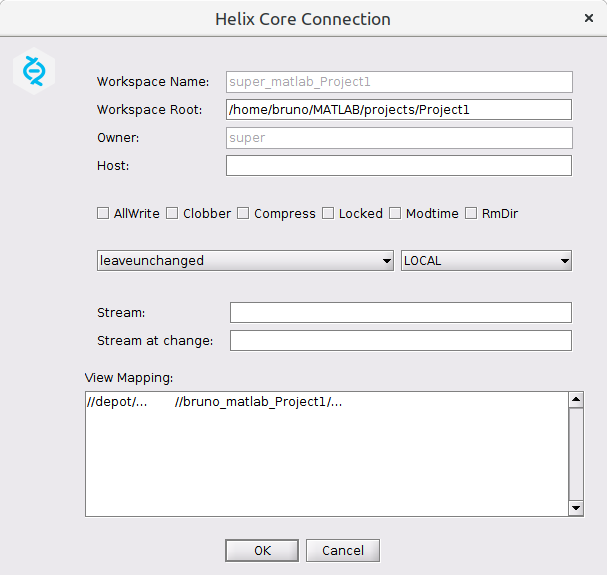 Helix Core Connection
Workspace Name: super_matlab_Project1
Workspace Root: /home/bruno/MATLAB/projects/Project1
Owner: super
Host:
AllWrite Clobber Compress Locked Modtime RmDir
leaveunchanged LOCAL
Stream:
Stream at change:
View Mapping:
//depot/... //bruno_matlab_Project1/...
OK Cancel